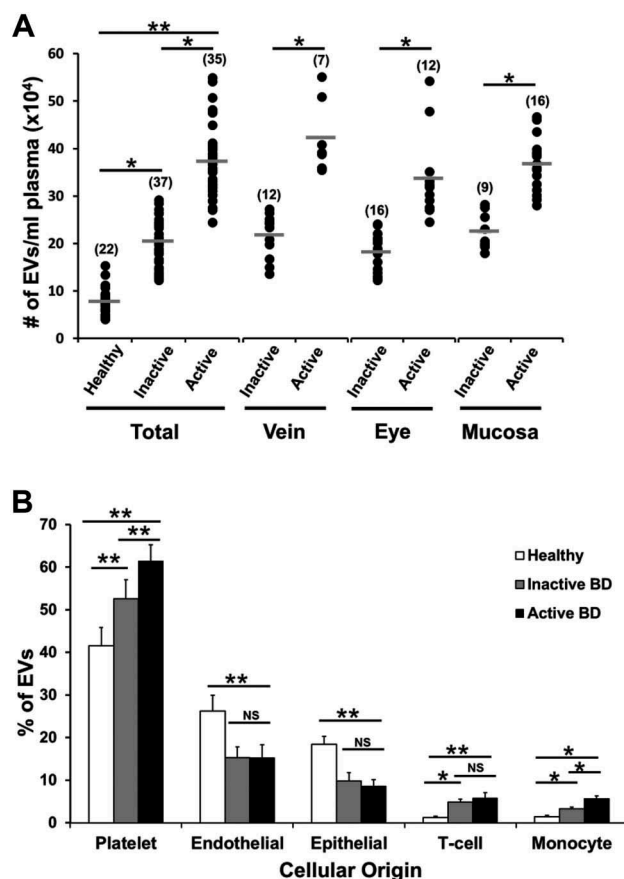 A
# of EVs/ml plasma (x10⁴)
60
50
40
30
20
10
0
**
*
*
*
*
*
(22)
(37)
(35)
(12)
(7)
(16)
(12)
(9)
(16)
Healthy
Inactive
Active
Inactive
Active
Inactive
Active
Inactive
Active
Total
Vein
Eye
Mucosa
B
% of EVs
70
60
50
40
30
20
10
0
**
**
**
**
NS
**
NS
**
*
NS
*
*
*
Healthy
Inactive BD
Active BD
Platelet
Endothelial
Epithelial
T-cell
Monocyte
Cellular Origin